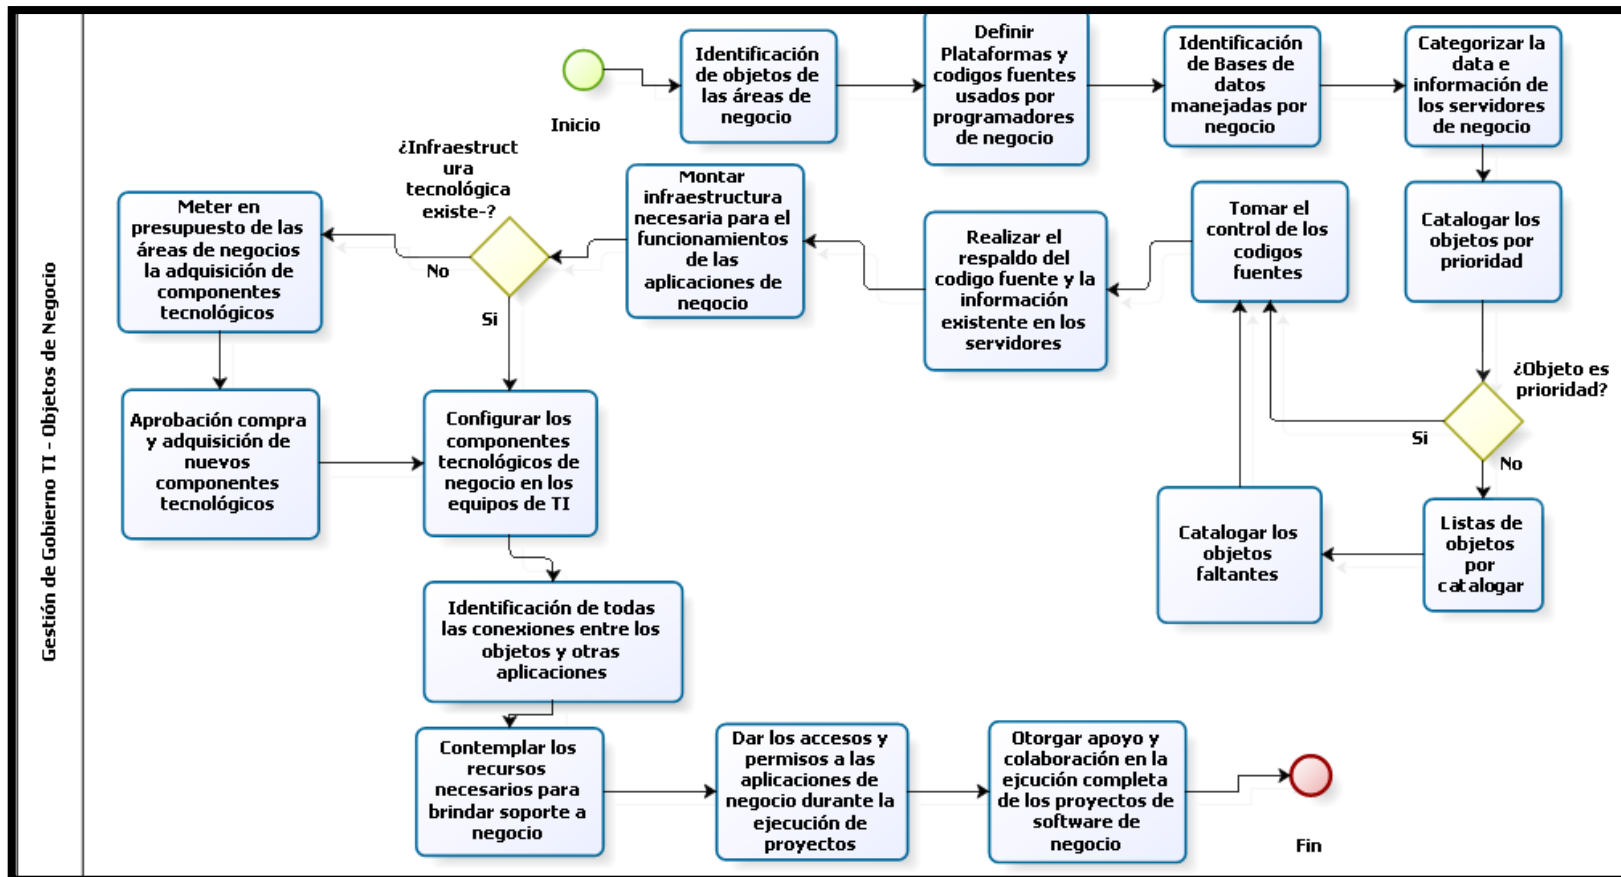 Gestión de Gobierno TI - Objetos de Negocio
Inicio
Identificación
de objetos de
las áreas de
negocio
Definir
Plataformas y
codigos fuentes
usados por
programadores
de negocio
Identificación
de Bases de
datos
manejadas por
negocio
Categorizar la
data e
información de
los servidores
de negocio
Catalogar los
objetos por
prioridad
¿Objeto es
prioridad?
Si
No
Listas de
objetos
por
catalogar
Catalogar los
objetos
faltantes
Tomar el
control de los
codigos
fuentes
Realizar el
respaldo del
codigo fuente y la
información
existente en los
servidores
Montar
infraestructura
necesaria para el
funcionamientos
de las
aplicaciones de
negocio
¿Infraestruct
ura
tecnológica
existe-?
No
Si
Meter en
presupuesto de las
áreas de negocios
la adquisición de
componentes
tecnológicos
Aprobación compra
y adquisición de
nuevos
componentes
tecnológicos
Configurar los
componentes
tecnológicos de
negocio en los
equipos de TI
Identificación de todas
las conexiones entre los
objetos y otras
aplicaciones
Contemplar los
recursos
necesarios para
brindar soporte a
negocio
Dar los accesos y
permisos a las
aplicaciones de
negocio durante la
ejecución de
proyectos
Otorgar apoyo y
colaboración en la
ejcución completa
de los proyectos de
software de
negocio
Fin